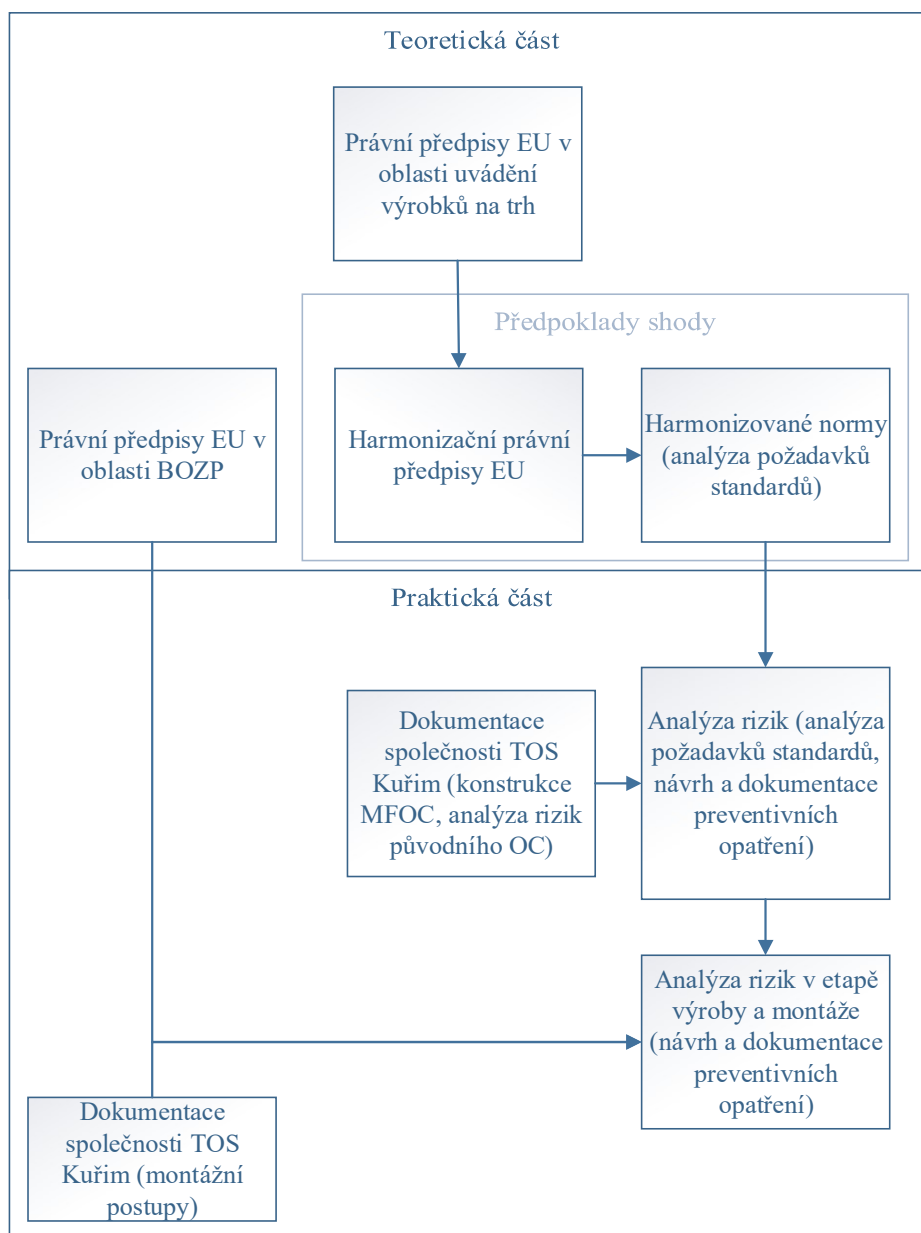 Teoretická část
Právní předpisy EU v
oblasti uvádění
výrobků na trh
Předpoklady shody
Právní předpisy EU v
oblasti BOZP
Harmonizační právní
předpisy EU
Harmonizované normy
(analýza požadavků
standardů)
Praktická část
Dokumentace
společnosti TOS
Kuřim (konstrukce
MFOC, analýza rizik
původního OC)
Analýza rizik (analýza
požadavků standardů,
návrh a dokumentace
preventivních
opatření)
Analýza rizik v etapě
výroby a montáže
(návrh a dokumentace
preventivních
opatření)
Dokumentace
společnosti TOS
Kuřim (montážní
postupy)